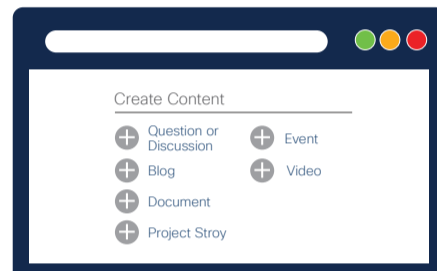 Create Content
Question or
Discussion
Blog
Document
Project Stroy
Event
Video